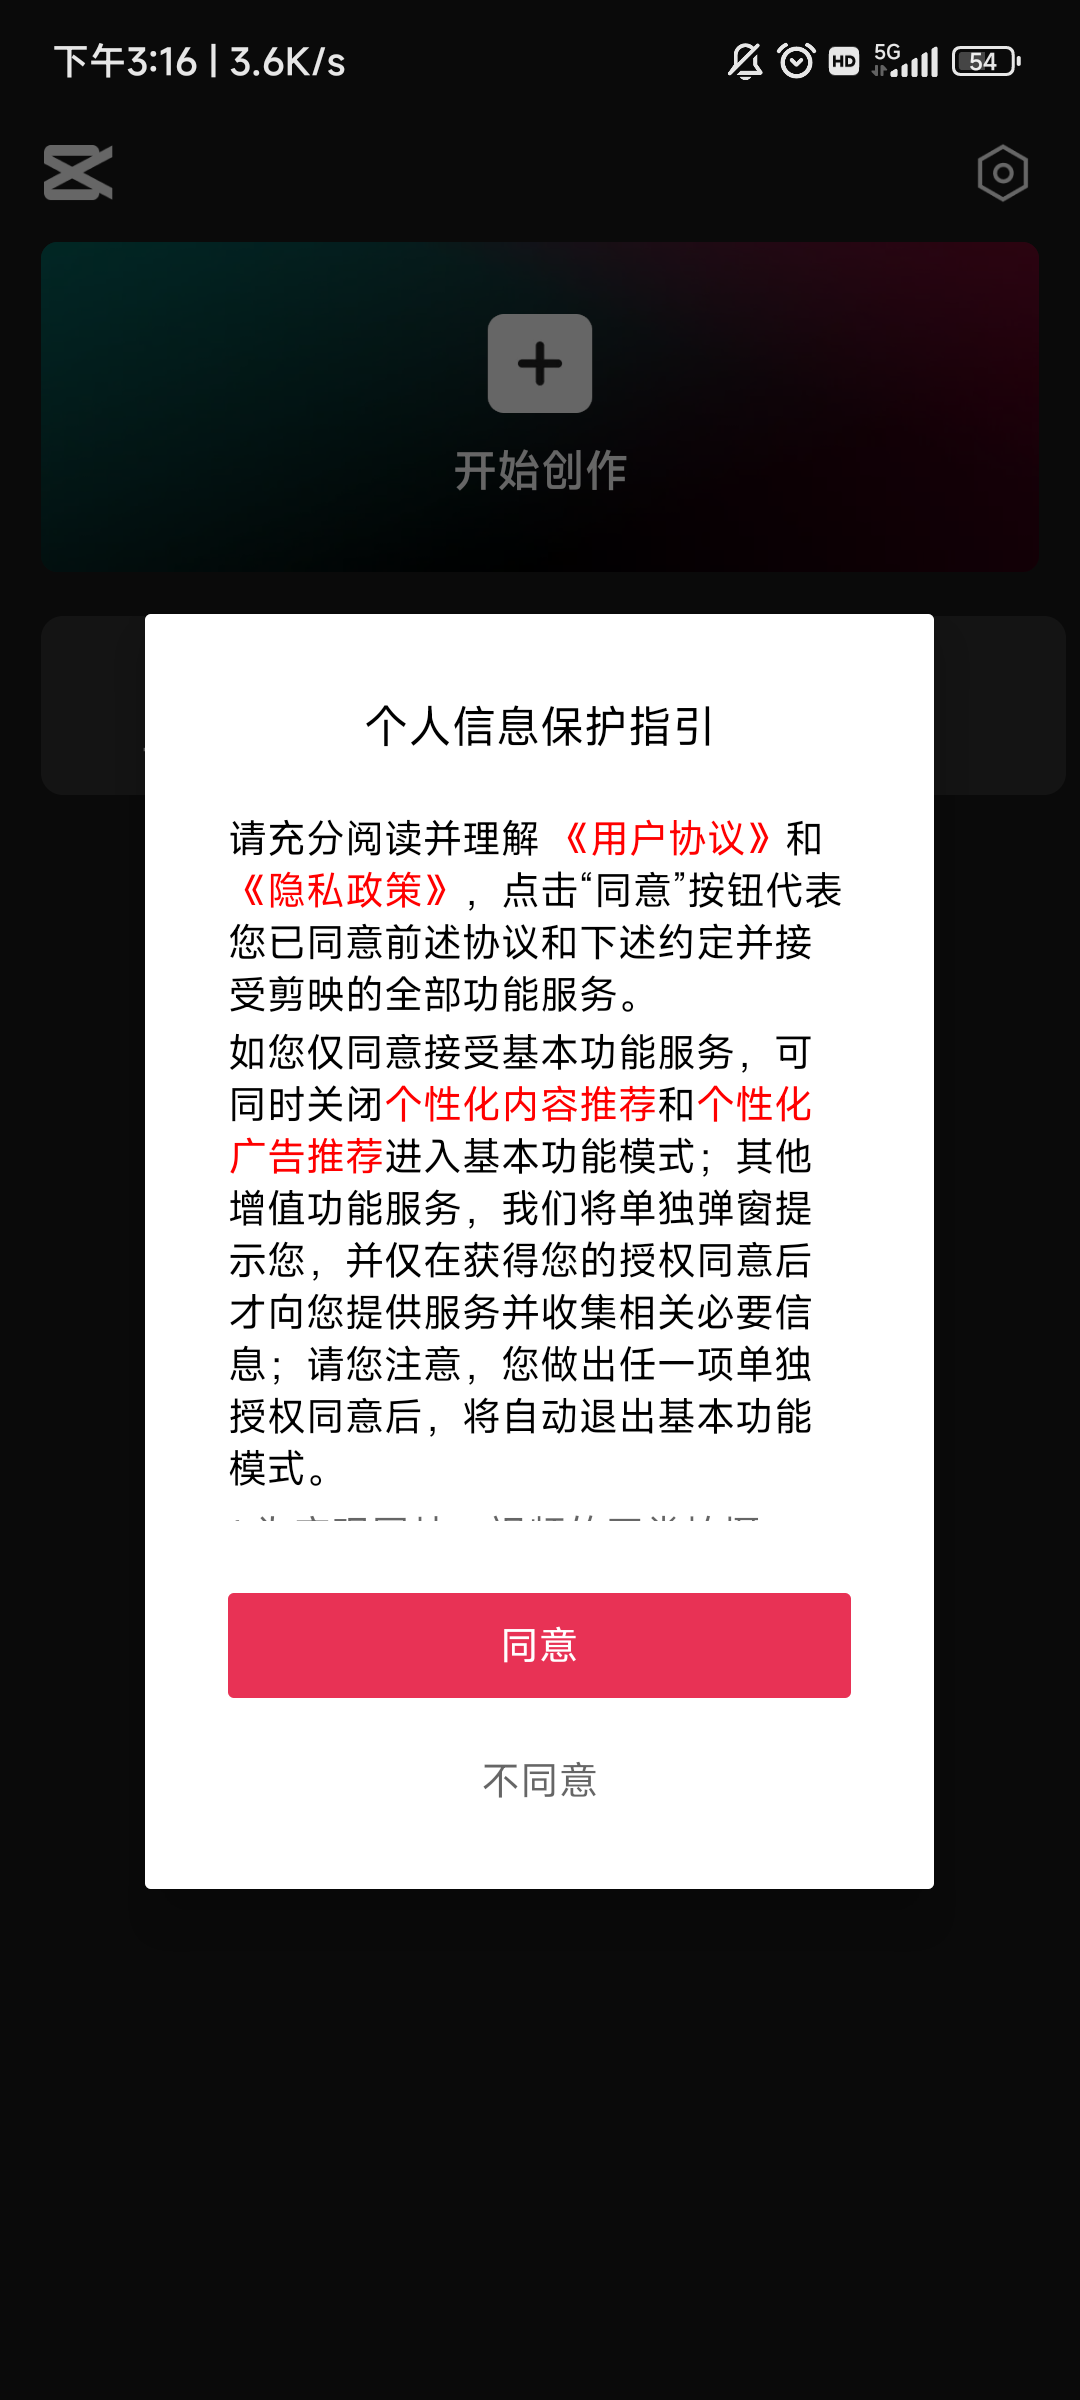 下午3:16 | 3.6K/s
HD
5G
54
开始创作
个人信息保护指引
请充分阅读并理解 《用户协议》和
《隐私政策》，点击“同意”按钮代表
您已同意前述协议和下述约定并接
受剪映的全部功能服务。
如您仅同意接受基本功能服务，可
同时关闭个性化内容推荐和个性化
广告推荐进入基本功能模式；其他
增值功能服务，我们将单独弹窗提
示您，并仅在获得您的授权同意后
才向您提供服务并收集相关必要信
息；请您注意，您做出任一项单独
授权同意后，将自动退出基本功能
模式。
同意
不同意